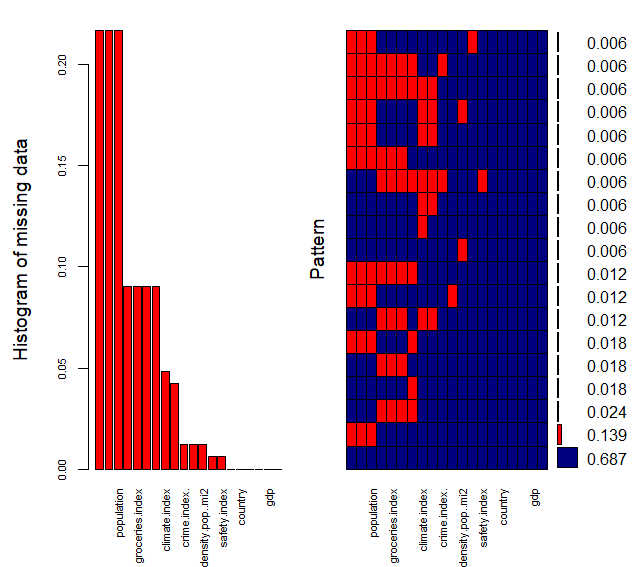 Histogram of missing data
0.00
0.05
0.10
0.15
0.20
population
groceries.index
climate.index
crime.index.
density.pop..mi2
safety.index
country
gdp
Pattern
population
groceries.index
climate.index
crime.index.
density.pop..mi2
safety.index
country
gdp
0.006
0.006
0.006
0.006
0.006
0.006
0.006
0.006
0.006
0.006
0.012
0.012
0.012
0.018
0.018
0.018
0.024
0.139
0.687